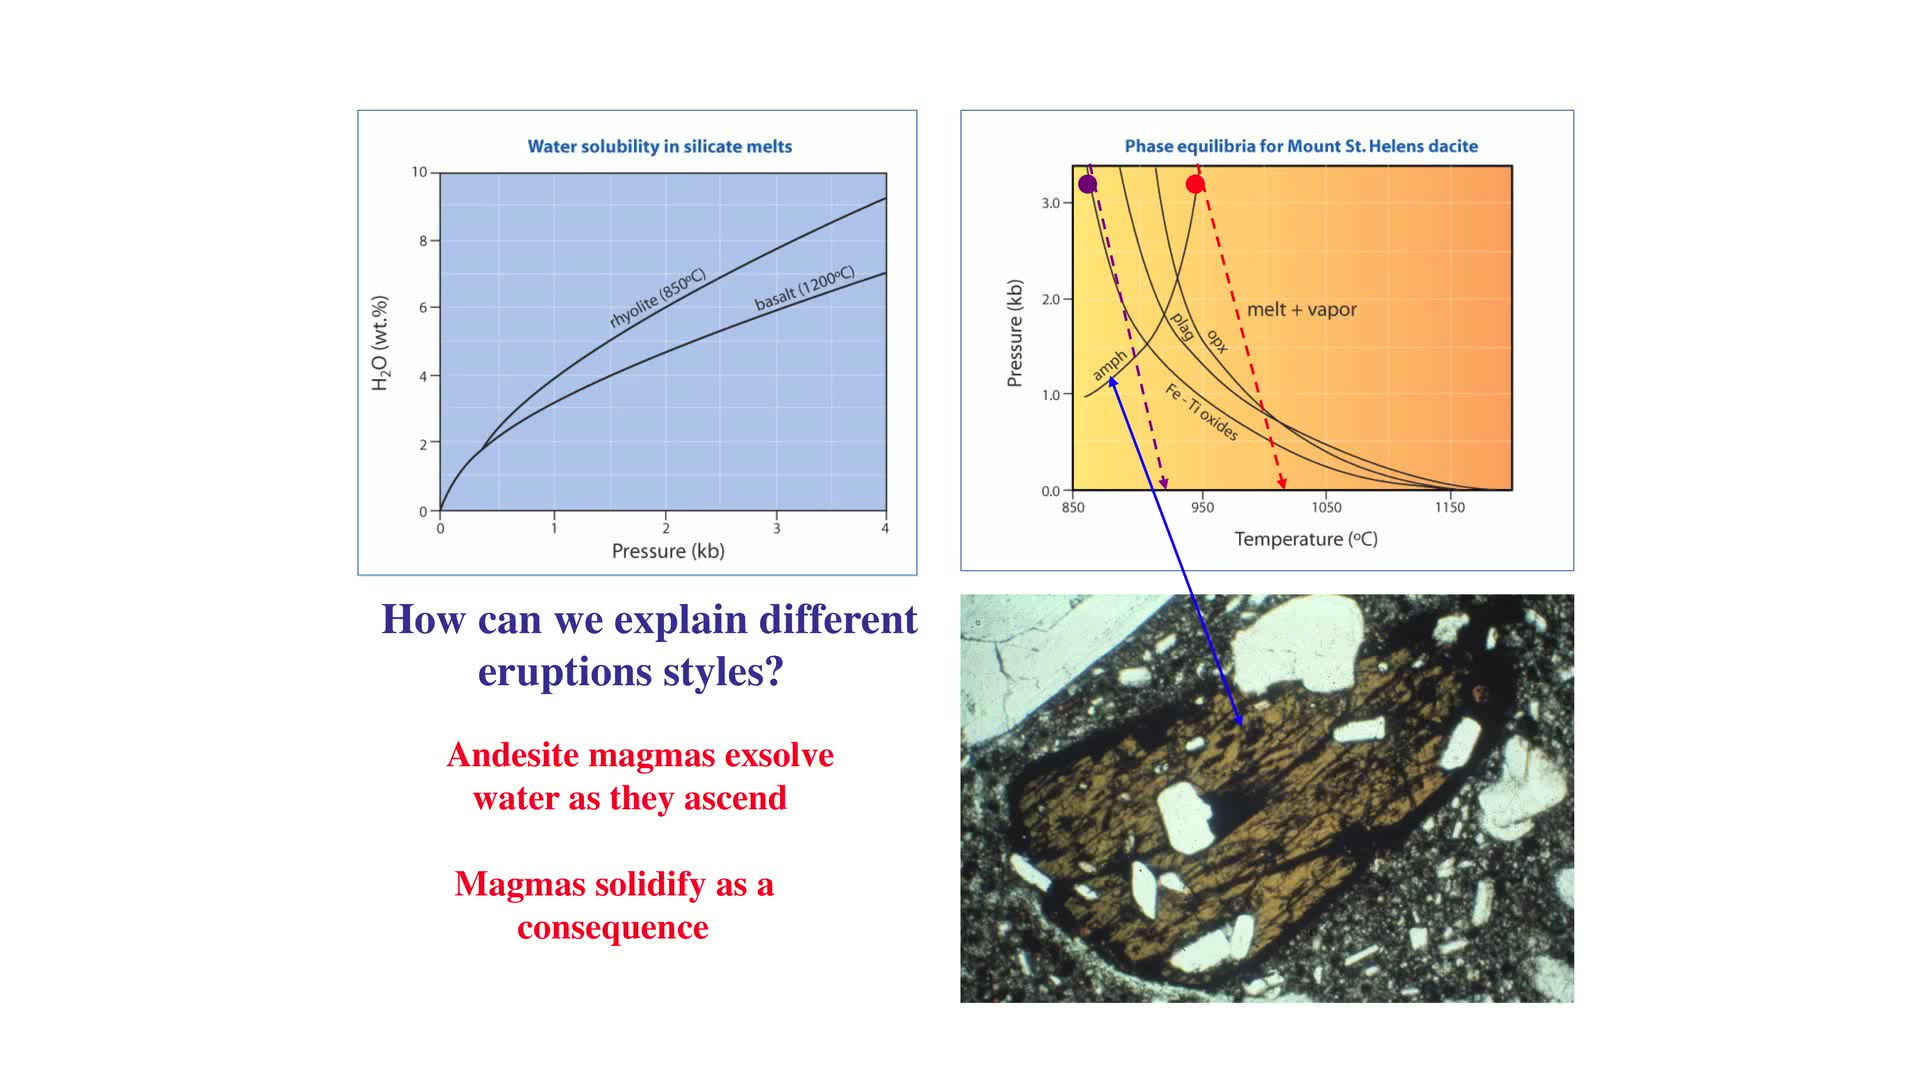 Water solubility in silicate melts
10
8
6
4
2
0
H2O (wt.%)
rhyolite (850ºC)
basalt (1200ºC)
0 1 2 3 4
Pressure (kb)
Phase equilibria for Mount St. Helens dacite
3.0
2.0
1.0
0.0
Pressure (kb)
melt + vapor
plag
opx
amph
Fe - Ti oxides
850 950 1050 1150
Temperature (ºC)
How can we explain different
eruptions styles?
Andesite magmas exsolve
water as they ascend
Magmas solidify as a
consequence